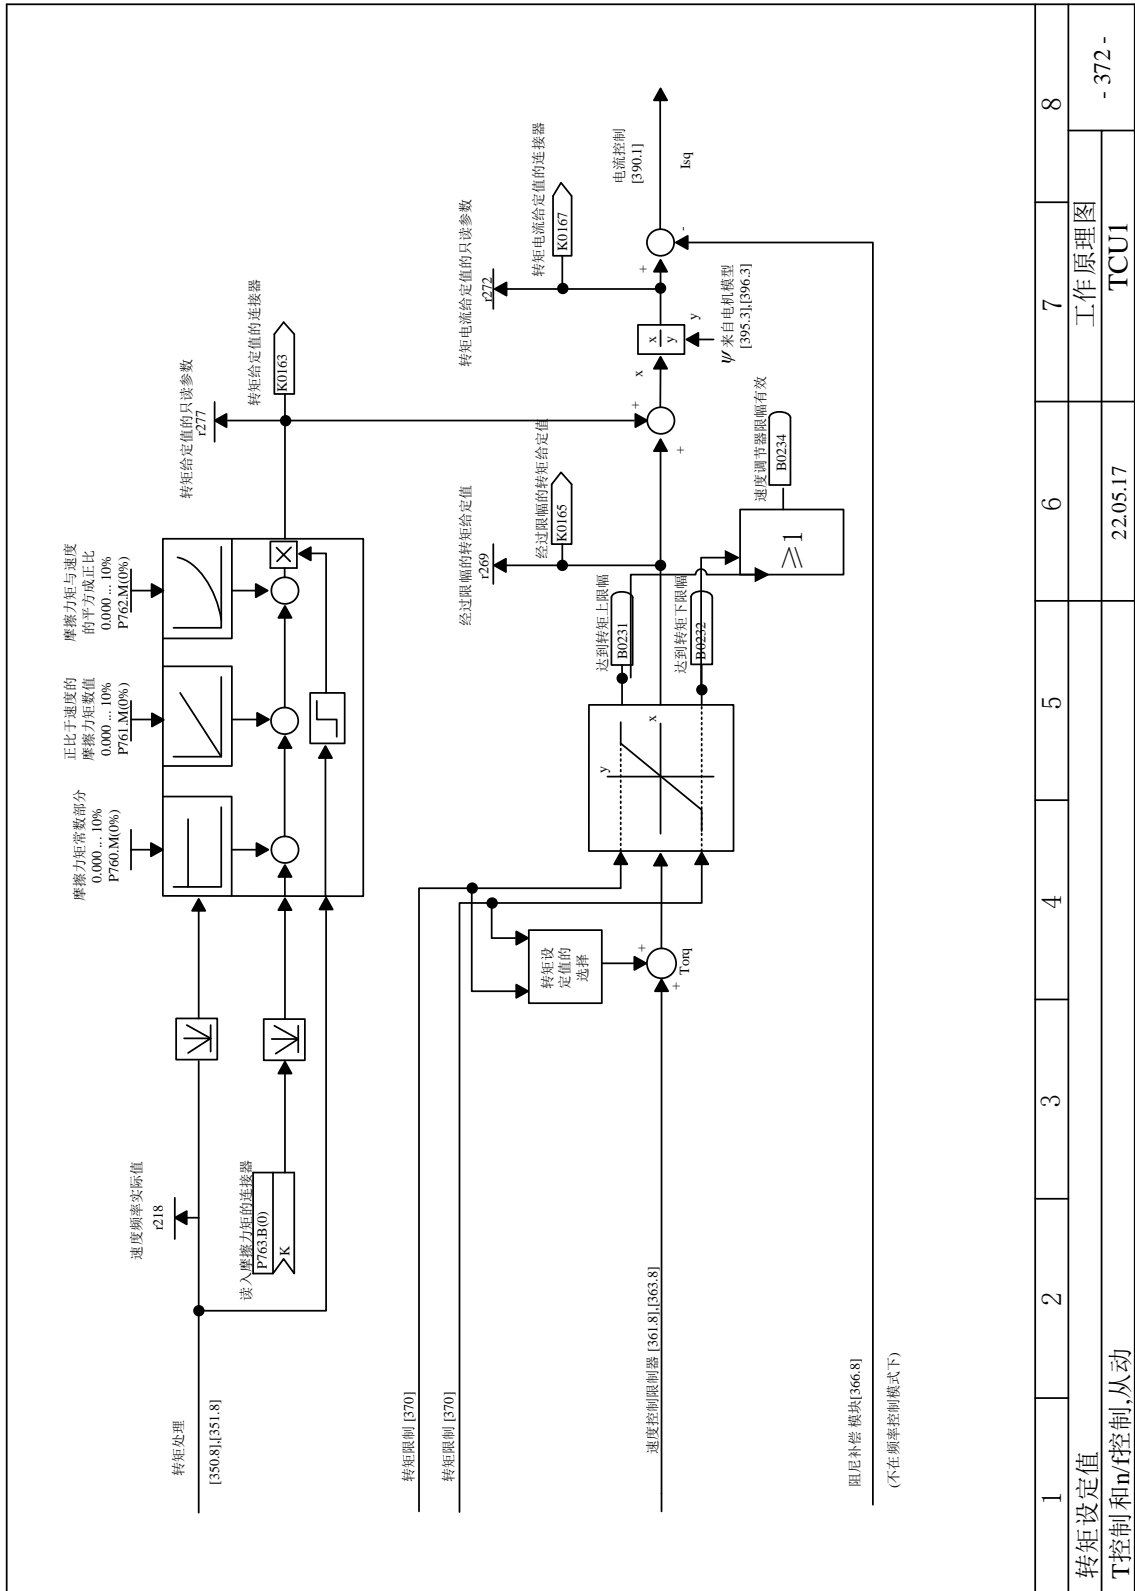 摩擦力矩常数部分
0.000 ... 10%
P760.M(0%)
正比于速度的
摩擦力矩数值
0.000 ... 10%
P761.M(0%)
摩擦力矩与速度
的平方成正比
0.000 ... 10%
P762.M(0%)
转矩给定值的只读参数
r277
转矩给定值的连接器
K0163
速度频率实际值
r218
读入摩擦力矩的连接器
P763.B(0)
K
转矩处理
[350.8],[351.8]
转矩限制 [370]
转矩限制 [370]
转矩设
定值的
选择
经过限幅的转矩给定值
r269
经过限幅的转矩给定值
K0165
转矩电流给定值的只读参数
r272
转矩电流给定值的连接器
K0167
电流控制
[390.1]
Isq
达到转矩上限幅
B0231
达到转矩下限幅
B0232
y
x
+
+
Torq
+
+
x
x
y
y
+
-
ψ 来自电机模型
[395.3],[396.3]
速度调节器限幅有效
B0234
≥1
速度控制限制器 [361.8],[363.8]
阻尼补偿 模块[366.8]
(不在频率控制模式下)
1 2 3 4 5 6 7 8
转矩设定值
T控制和n/f控制,从动
22.05.17
工作原理图
TCU1
- 372 -